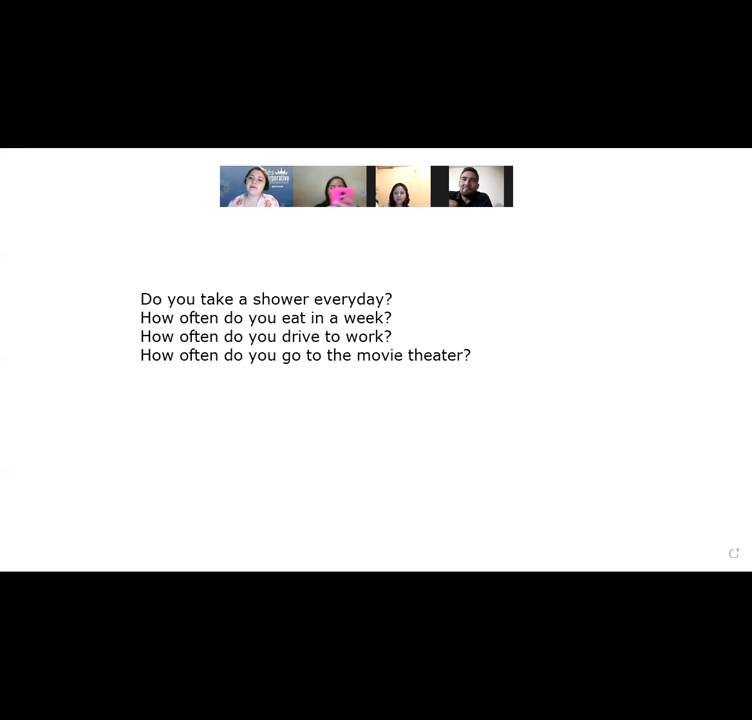 Do you take a shower everyday?
How often do you eat in a week?
How often do you drive to work?
How often do you go to the movie theater?